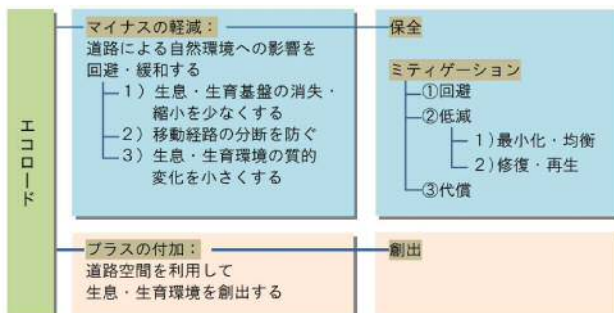 エコロード
マイナスの軽減：
道路による自然環境への影響を
回避・緩和する
1）生息・生育基盤の消失・
縮小を少なくする
2）移動経路の分断を防ぐ
3）生息・生育環境の質的
変化を小さくする
保全
ミティゲーション
①回避
②低減
1）最小化・均衡
2）修復・再生
③代償
プラスの付加：
道路空間を利用して
生息・生育環境を創出する
創出